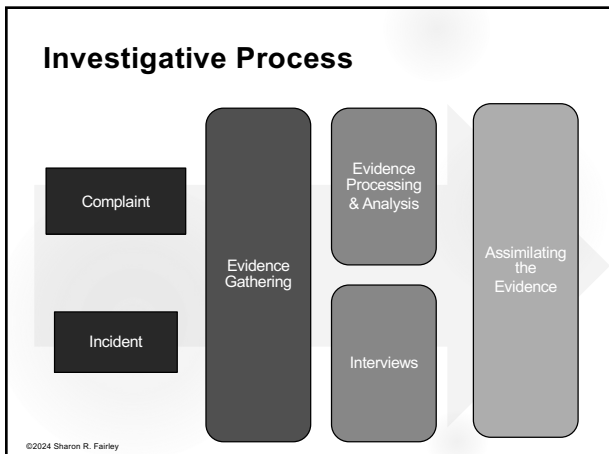 Investigative Process
Complaint
Incident
Evidence
Gathering
Evidence
Processing
& Analysis
Interviews
Assimilating
the
Evidence
©2024 Sharon R. Fairley